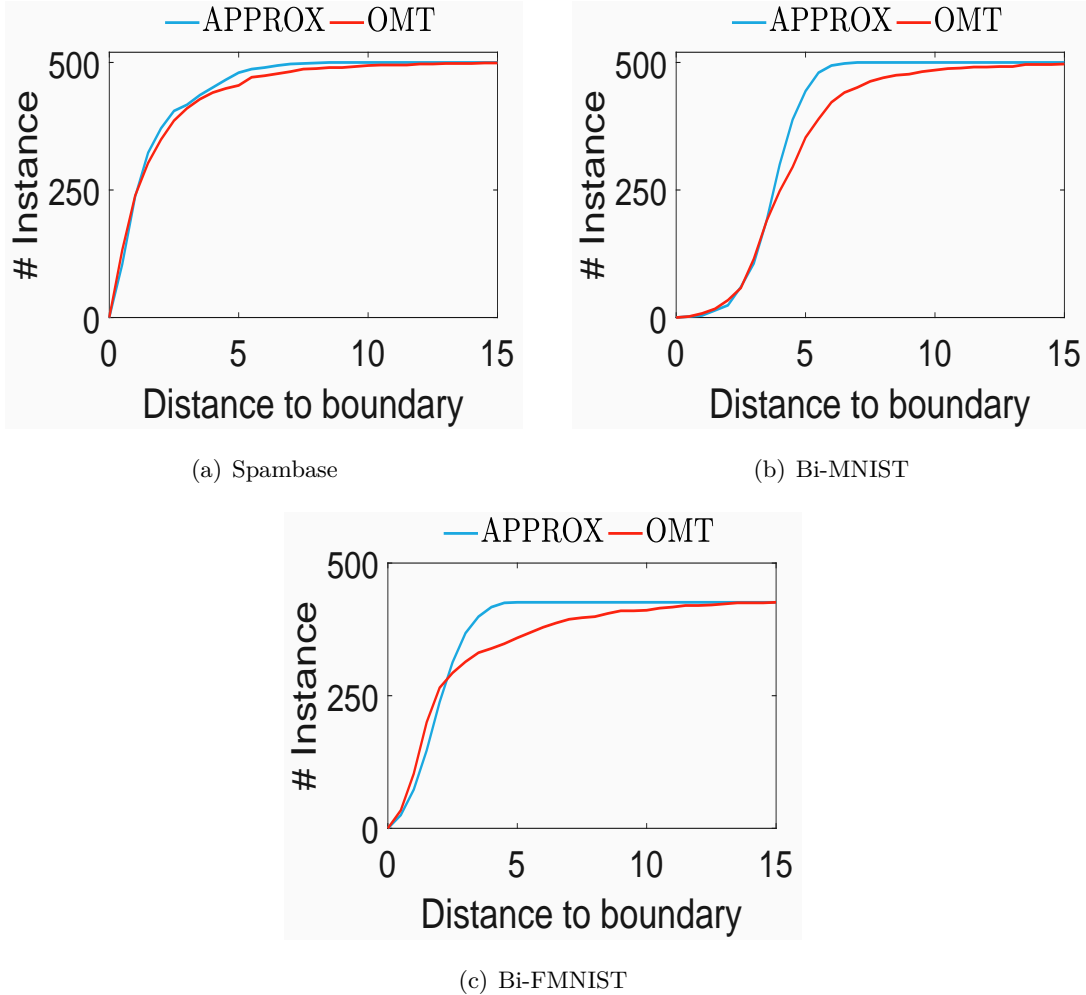 APPROX OMT
500
250
0
0 5 10 15
# Instance
Distance to boundary
(a) Spambase
APPROX OMT
500
250
0
0 5 10 15
# Instance
Distance to boundary
(b) Bi-MNIST
APPROX OMT
500
250
0
0 5 10 15
# Instance
Distance to boundary
(c) Bi-FMNIST